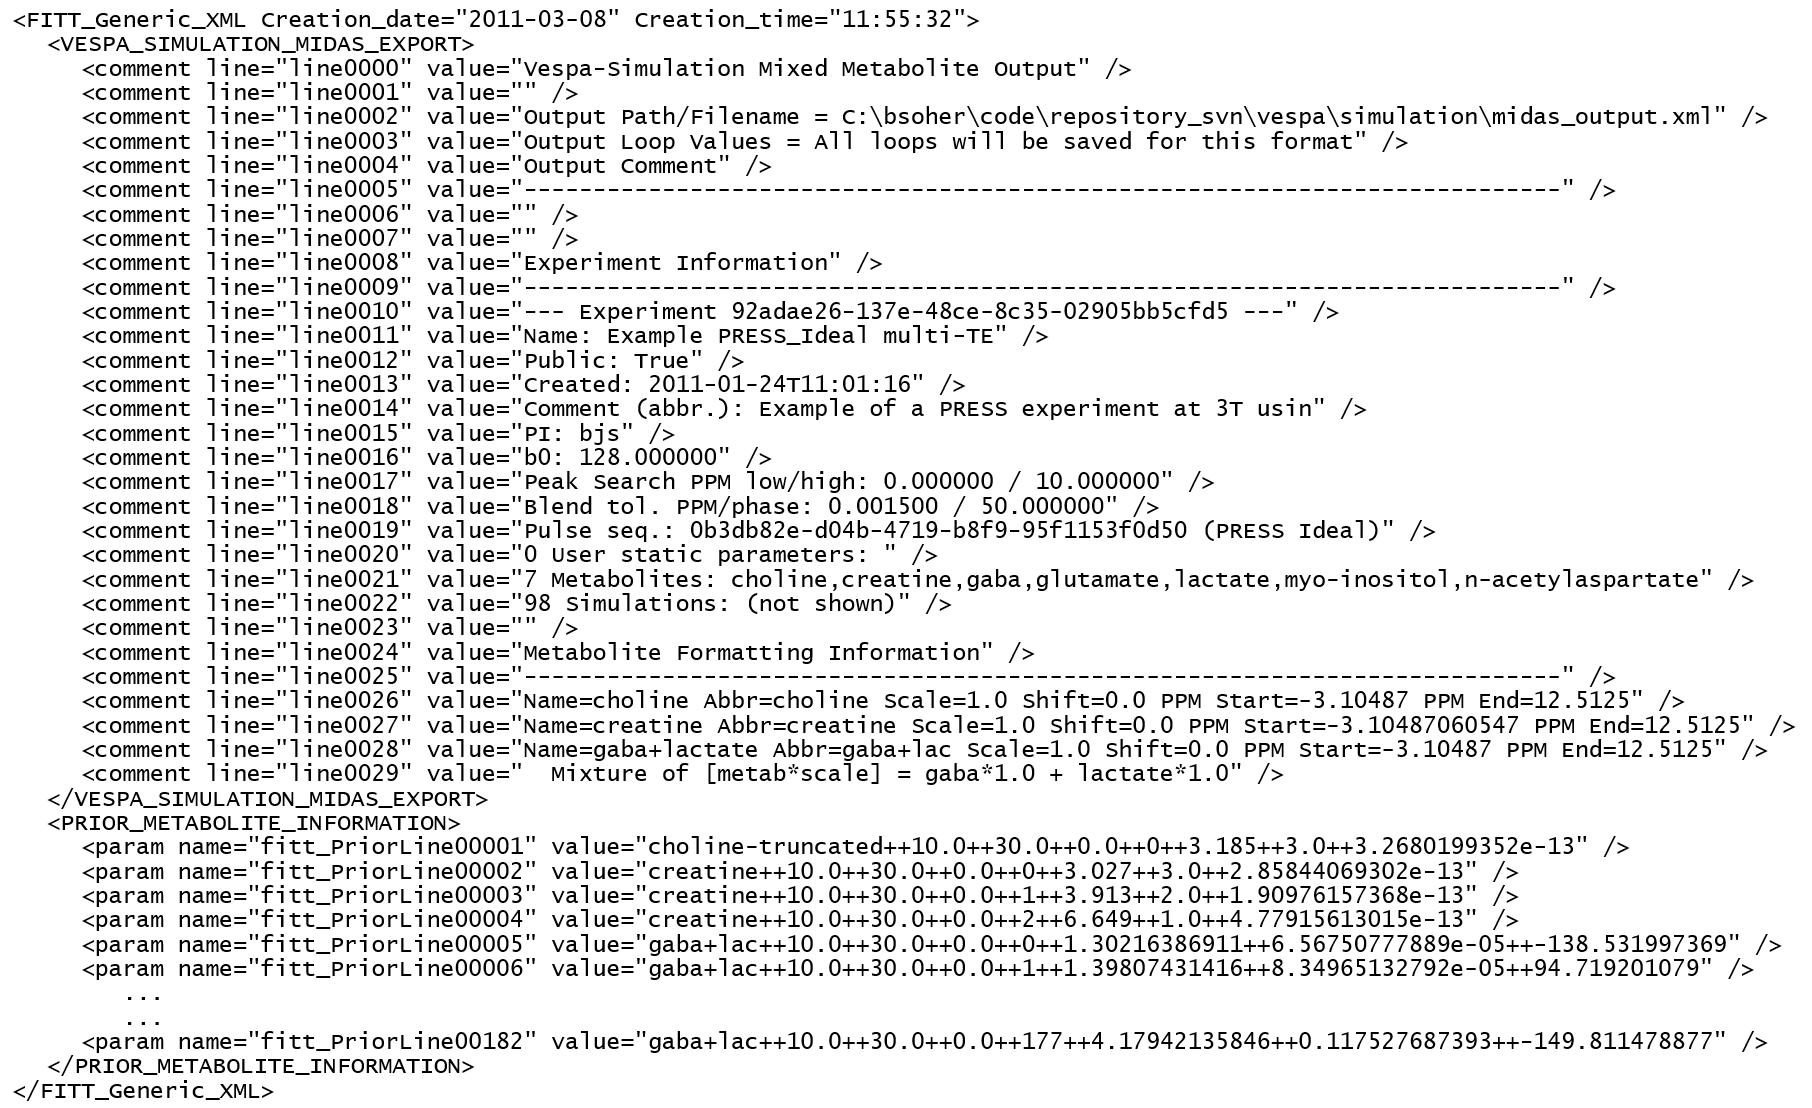 <FITT_Generic_XML Creation_date="2011-03-08" Creation_time="11:55:32">
<VESPA_SIMULATION_MIDAS_EXPORT>
<comment line="line0000" value="Vespa-Simulation Mixed Metabolite Output" />
<comment line="line0001" value="" />
<comment line="line0002" value="Output Path/Filename = C:\bsoher\code\repository_svn\vespa\simulation\midas_output.xml" />
<comment line="line0003" value="Output Loop Values = All loops will be saved for this format" />
<comment line="line0004" value="Output Comment" />
<comment line="line0005" value="---------------------------------------------------------------------------" />
<comment line="line0006" value="" />
<comment line="line0007" value="" />
<comment line="line0008" value="Experiment Information" />
<comment line="line0009" value="---------------------------------------------------------------------------" />
<comment line="line0010" value="--- Experiment 92adae26-137e-48ce-8c35-02905bb5cfd5 ---" />
<comment line="line0011" value="Name: Example PRESS_Ideal multi-TE" />
<comment line="line0012" value="Public: True" />
<comment line="line0013" value="Created: 2011-01-24T11:01:16" />
<comment line="line0014" value="Comment (abbr.): Example of a PRESS experiment at 3T usin" />
<comment line="line0015" value="PI: bjs" />
<comment line="line0016" value="b0: 128.000000" />
<comment line="line0017" value="Peak Search PPM low/high: 0.000000 / 10.000000" />
<comment line="line0018" value="Blend tol. PPM/phase: 0.001500 / 50.000000" />
<comment line="line0019" value="Pulse seq.: 0b3db82e-d04b-4719-b8f9-95f1153f0d50 (PRESS Ideal)" />
<comment line="line0020" value="0 User static parameters: " />
<comment line="line0021" value="7 Metabolites: choline,creatine,gaba,glutamate,lactate,myo-inositol,n-acetylaspartate" />
<comment line="line0022" value="98 Simulations: (not shown)" />
<comment line="line0023" value="" />
<comment line="line0024" value="Metabolite Formatting Information" />
<comment line="line0025" value="---------------------------------------------------------------------------" />
<comment line="line0026" value="Name=choline Abbr=choline Scale=1.0 Shift=0.0 PPM Start=-3.10487 PPM End=12.5125" />
<comment line="line0027" value="Name=creatine Abbr=creatine Scale=1.0 Shift=0.0 PPM Start=-3.10487060547 PPM End=12.5125" />
<comment line="line0028" value="Name=gaba+lactate Abbr=gaba+lac Scale=1.0 Shift=0.0 PPM Start=-3.10487 PPM End=12.5125" />
<comment line="line0029" value="  Mixture of [metab*scale] = gaba*1.0 + lactate*1.0" />
</VESPA_SIMULATION_MIDAS_EXPORT>
<PRIOR_METABOLITE_INFORMATION>
<param name="fitt_PriorLine00001" value="choline-truncated++10.0++30.0++0.0++0++3.185++3.0++3.2680199352e-13" />
<param name="fitt_PriorLine00002" value="creatine++10.0++30.0++0.0++0++3.027++3.0++2.85844069302e-13" />
<param name="fitt_PriorLine00003" value="creatine++10.0++30.0++0.0++1++3.913++2.0++1.90976157368e-13" />
<param name="fitt_PriorLine00004" value="creatine++10.0++30.0++0.0++2++6.649++1.0++4.77915613015e-13" />
<param name="fitt_PriorLine00005" value="gaba+lac++10.0++30.0++0.0++0++1.30216386911++6.56750777889e-05++-138.531997369" />
<param name="fitt_PriorLine00006" value="gaba+lac++10.0++30.0++0.0++1++1.39807431416++8.34965132792e-05++94.719201079" />
...
...
<param name="fitt_PriorLine00182" value="gaba+lac++10.0++30.0++0.0++177++4.17942135846++0.117527687393++-149.811478877" />
</PRIOR_METABOLITE_INFORMATION>
</FITT_Generic_XML>